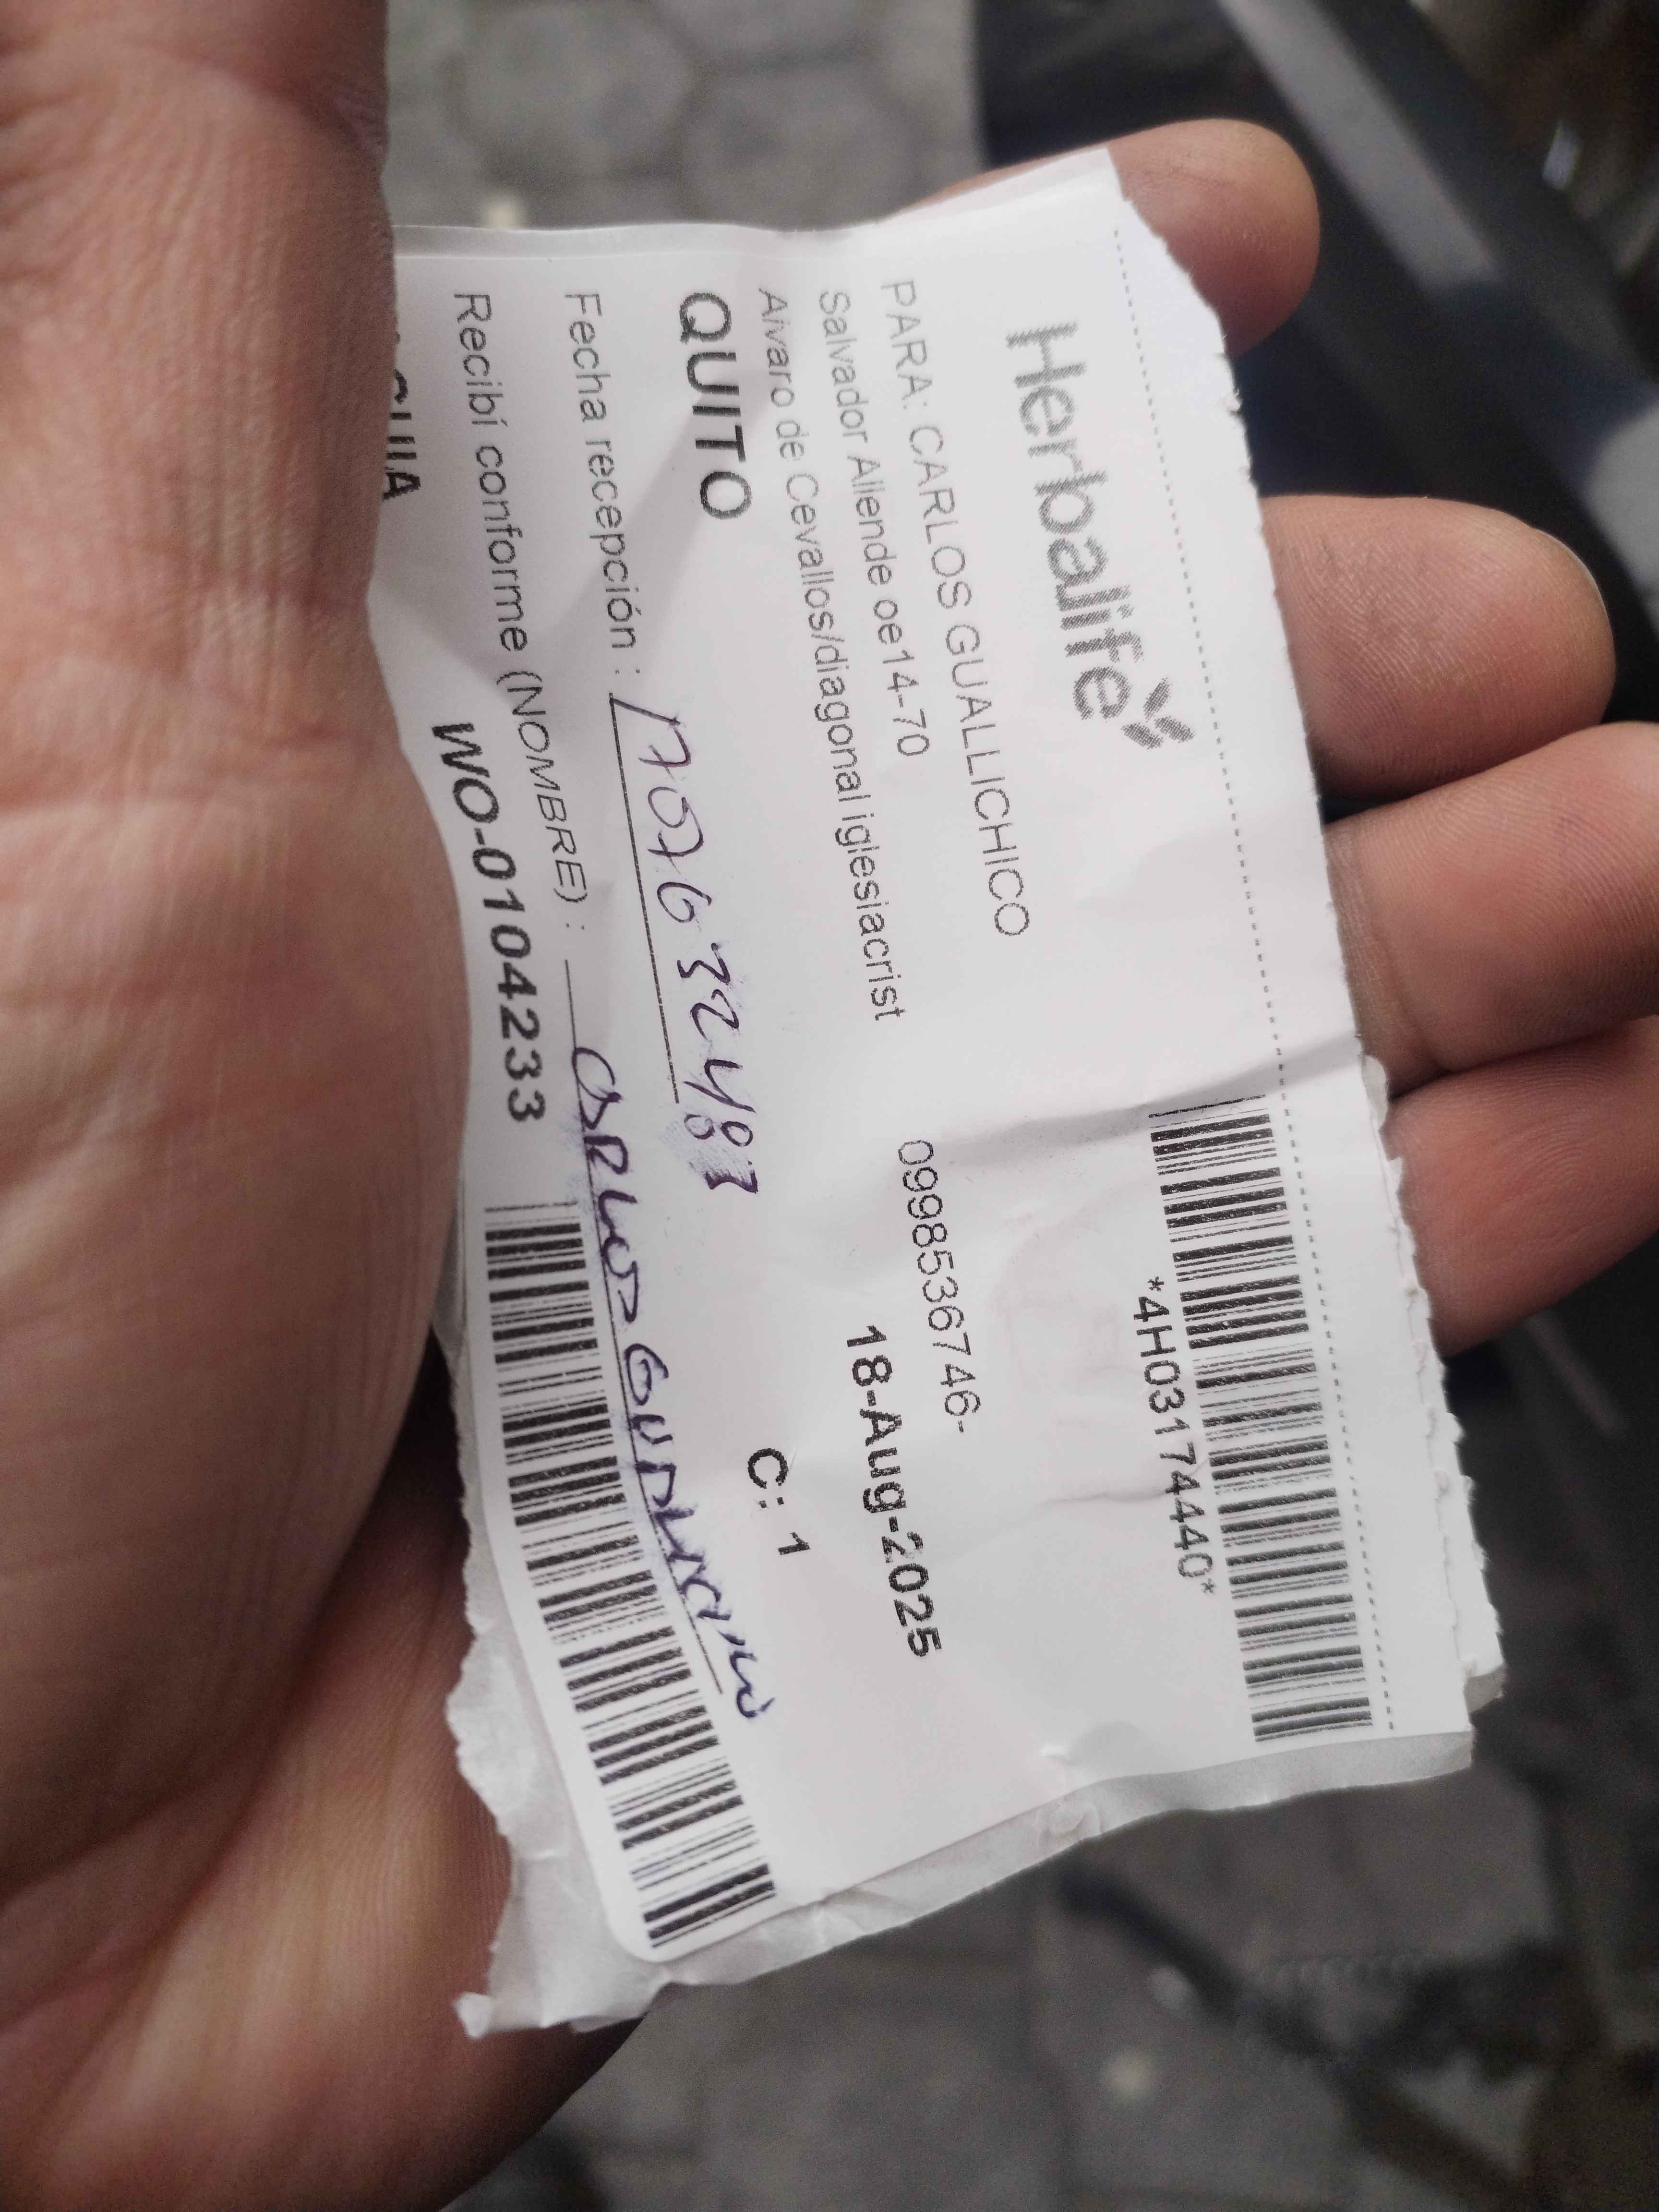 Herbalife
*4H03174440*
PARA: CARLOS GUALLICHICO
Salvador Allende oe14-70 0998536746-
Alvaro de Cevallos/diagonal iglesiacrist 18-Aug-2025
QUITO C: 1
Fecha recepción :
Recibí conforme (NOMBRE) :
WO-0104233